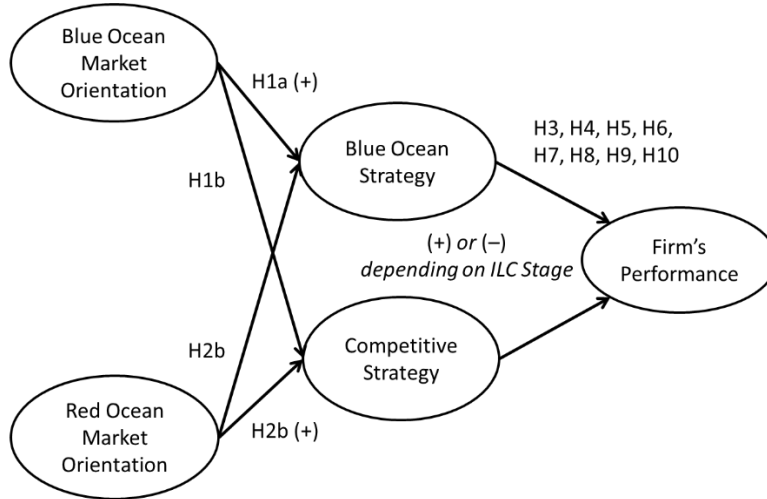 Blue Ocean
Market
Orientation
H1a (+)
H1b
Blue Ocean
Strategy
H3, H4, H5, H6,
H7, H8, H9, H10
(+) or (–)
depending on ILC Stage
Firm's
Performance
H2b
Competitive
Strategy
Red Ocean
Market
Orientation
H2b (+)